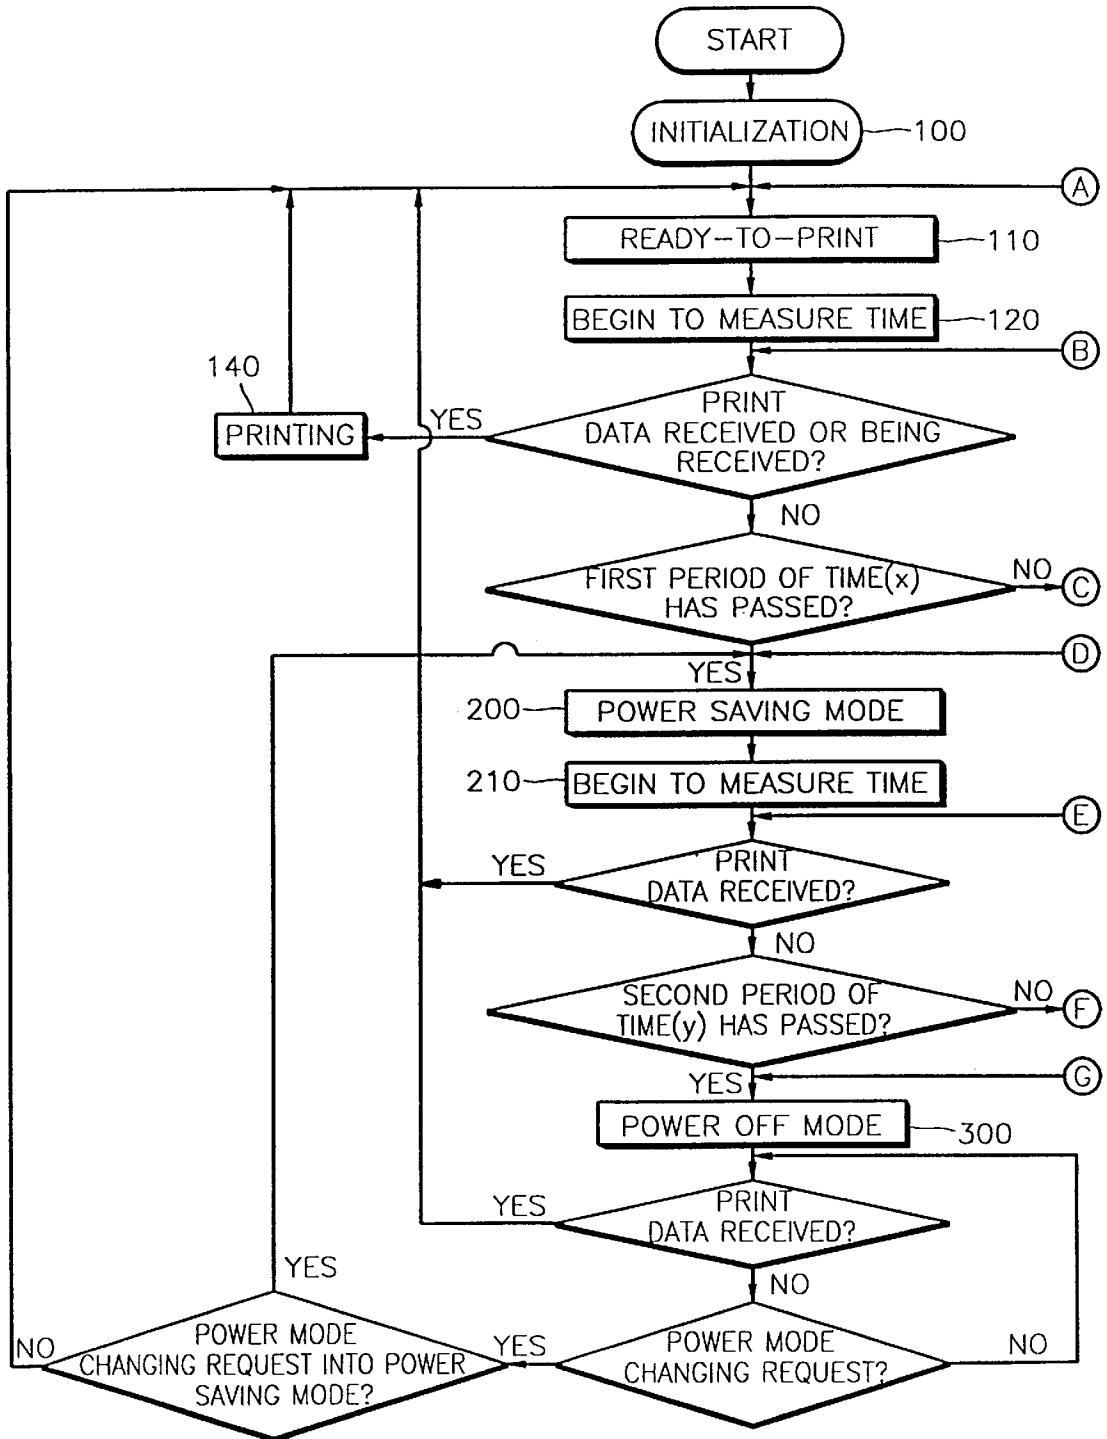 START
INITIALIZATION
100
A
READY-TO-PRINT
110
BEGIN TO MEASURE TIME
120
B
140
PRINTING
YES
PRINT
DATA RECEIVED OR BEING
RECEIVED?
NO
FIRST PERIOD OF TIME(x)
HAS PASSED?
NO
C
D
YES
200
POWER SAVING MODE
210
BEGIN TO MEASURE TIME
E
YES
PRINT
DATA RECEIVED?
NO
SECOND PERIOD OF
TIME(y) HAS PASSED?
NO
F
YES
G
POWER OFF MODE
300
YES
PRINT
DATA RECEIVED?
NO
YES
NO
POWER MODE
CHANGING REQUEST INTO POWER
SAVING MODE?
YES
POWER MODE
CHANGING REQUEST?
NO